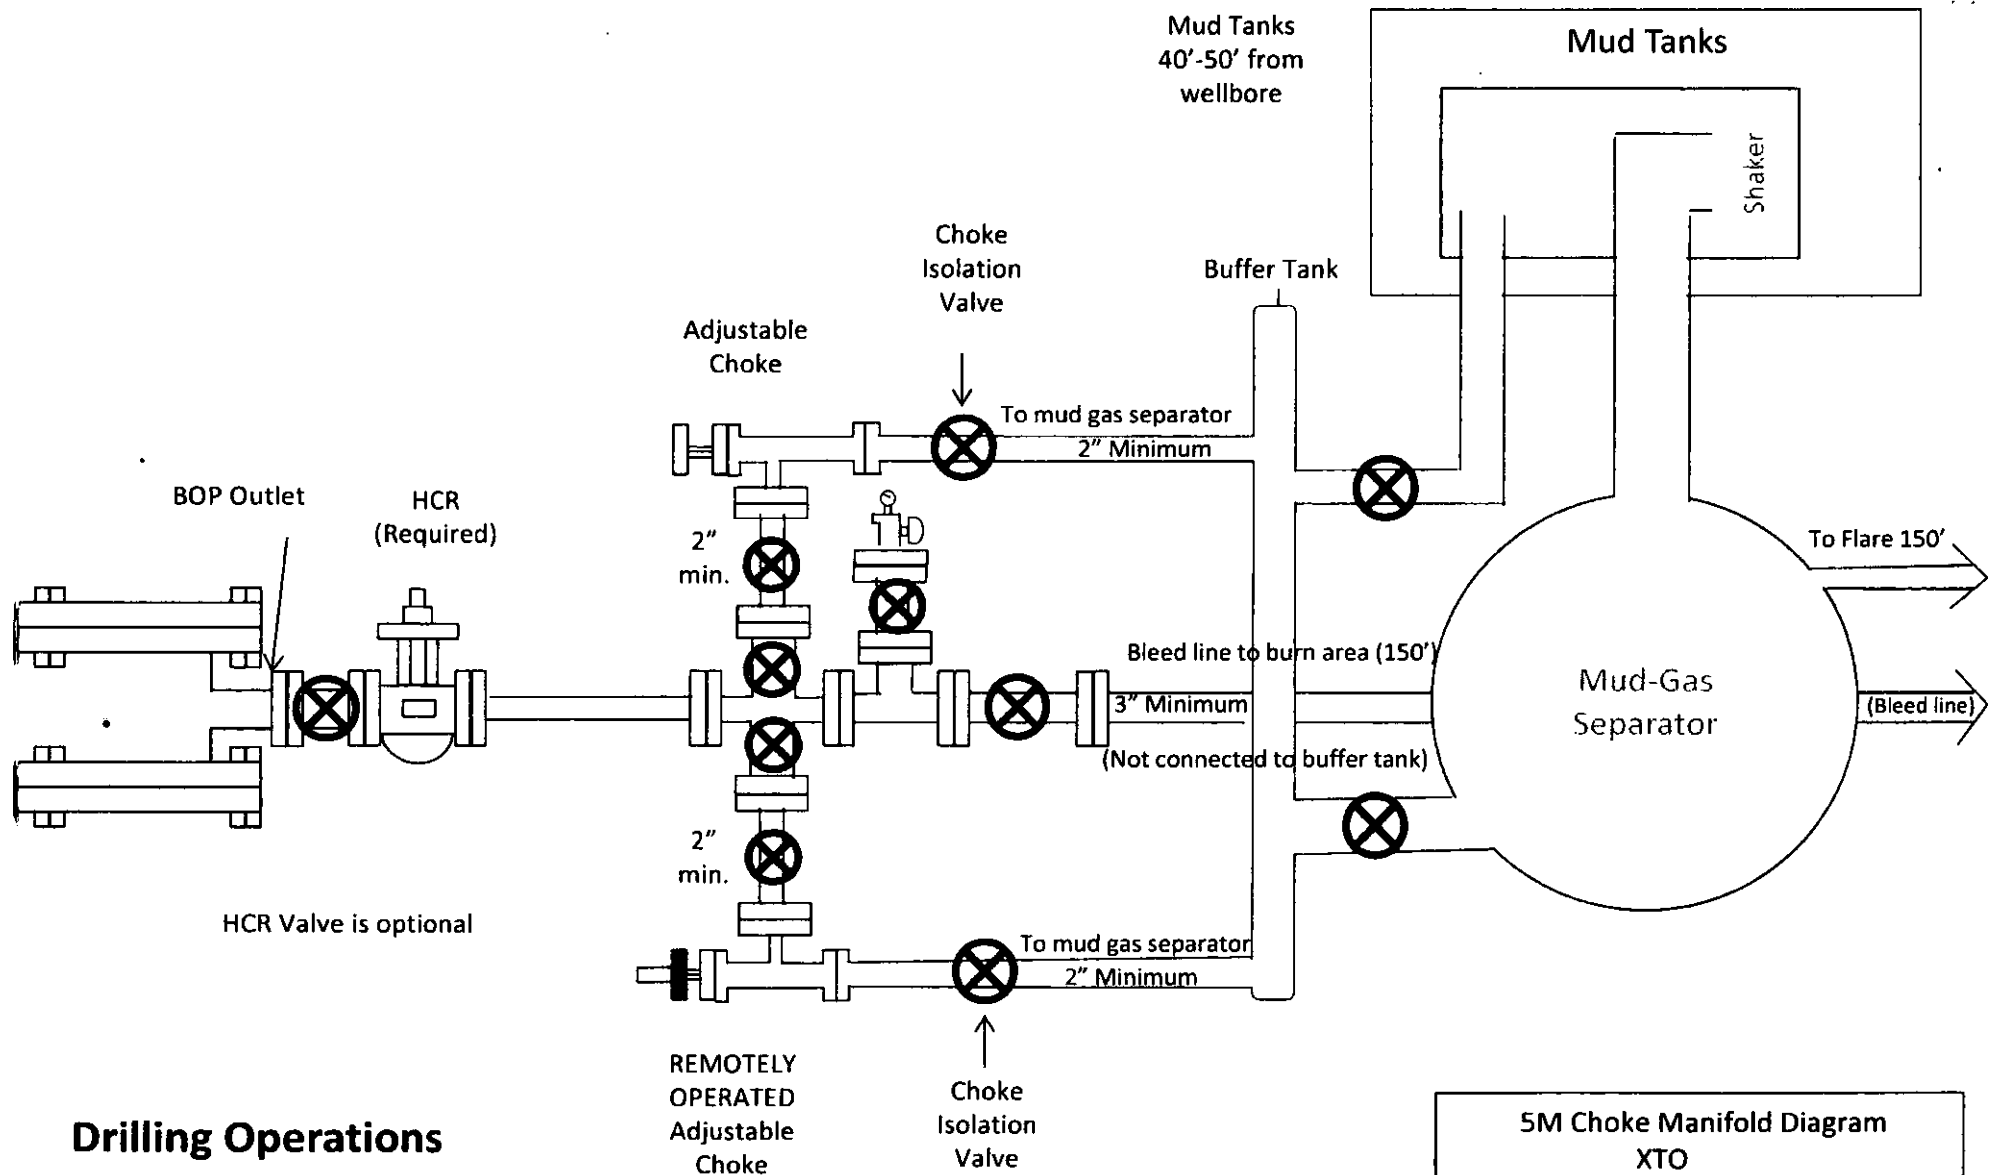 Mud Tanks
40'-50' from
wellbore
Mud Tanks
Shaker
Choke
Isolation
Valve
Buffer Tank
Adjustable
Choke
To mud gas separator
2" Minimum
BOP Outlet
HCR
(Required)
2"
min.
To Flare 150'
Bleed line to burn area (150')
3" Minimum
(Not connected to buffer tank)
Mud-Gas
Separator
(Bleed line)
2"
min.
HCR Valve is optional
To mud gas separator
2" Minimum
REMOTELY
OPERATED
Adjustable
Choke
Choke
Isolation
Valve
Drilling Operations
5M Choke Manifold Diagram
XTO